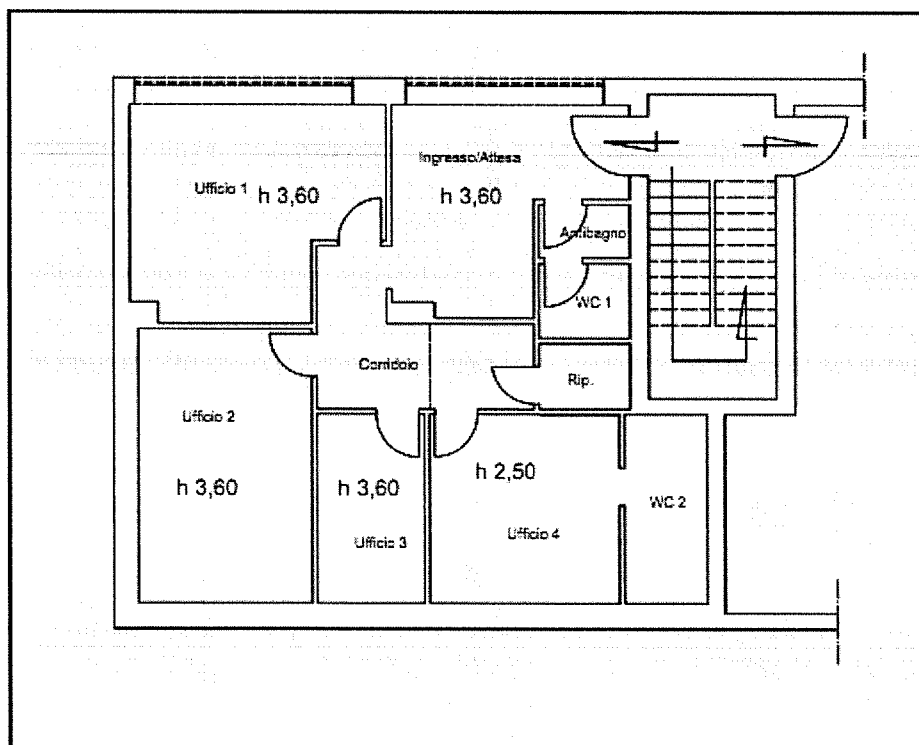 Ingresso/Attesa
Ufficio 1
h 3,60
h 3,60
Antibagno
WC 1
Corridoio
Rip.
Ufficio 2
h 3,60
h 3,60
h 2,50
WC 2
Ufficio 3
Ufficio 4